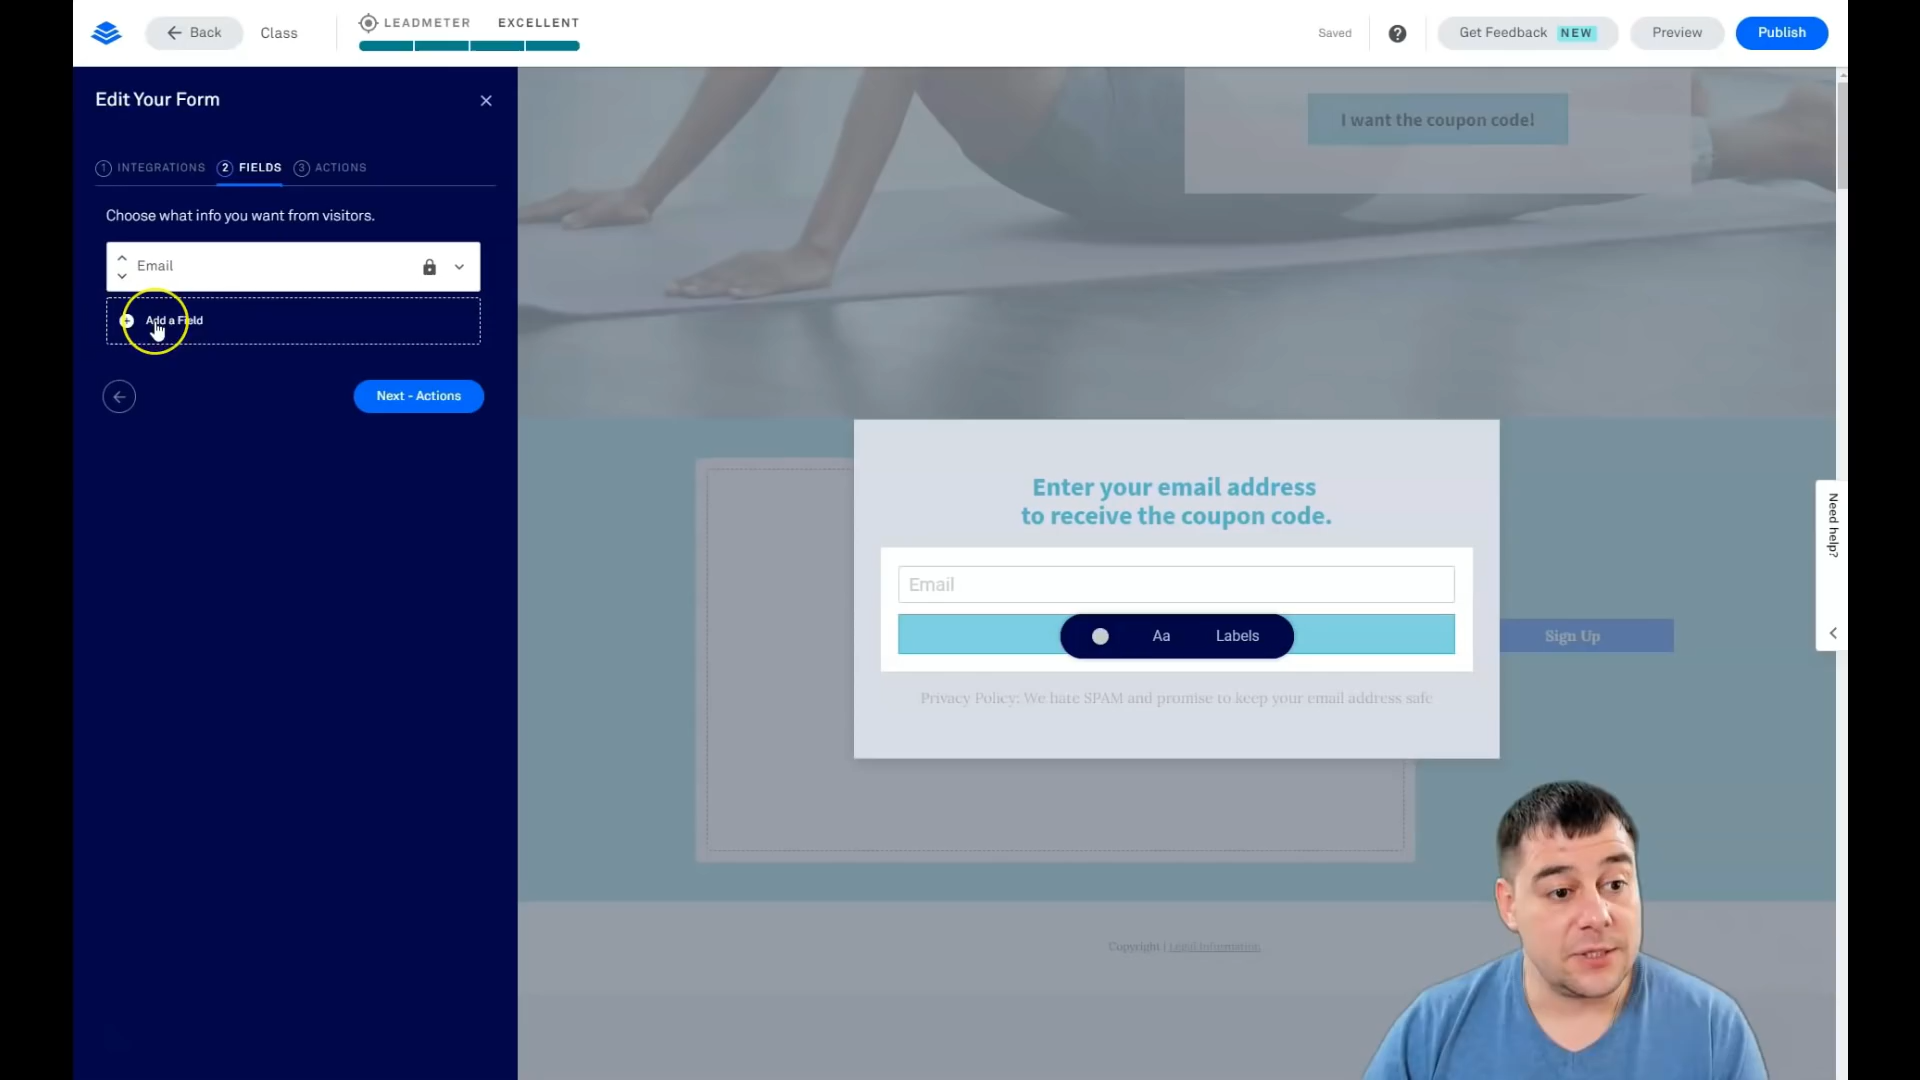 Back
Class
LEADMETER EXCELLENT
Saved
?
Get Feedback NEW
Preview
Publish
Edit Your Form
1 INTEGRATIONS 2 FIELDS 3 ACTIONS
Choose what info you want from visitors.
Email
Add a Field
Next - Actions
I want the coupon code!
Enter your email address
to receive the coupon code.
Email
Aa Labels
Privacy Policy: We hate SPAM and promise to keep your email address safe
Sign Up
Need help?
Copyright | Legal Information